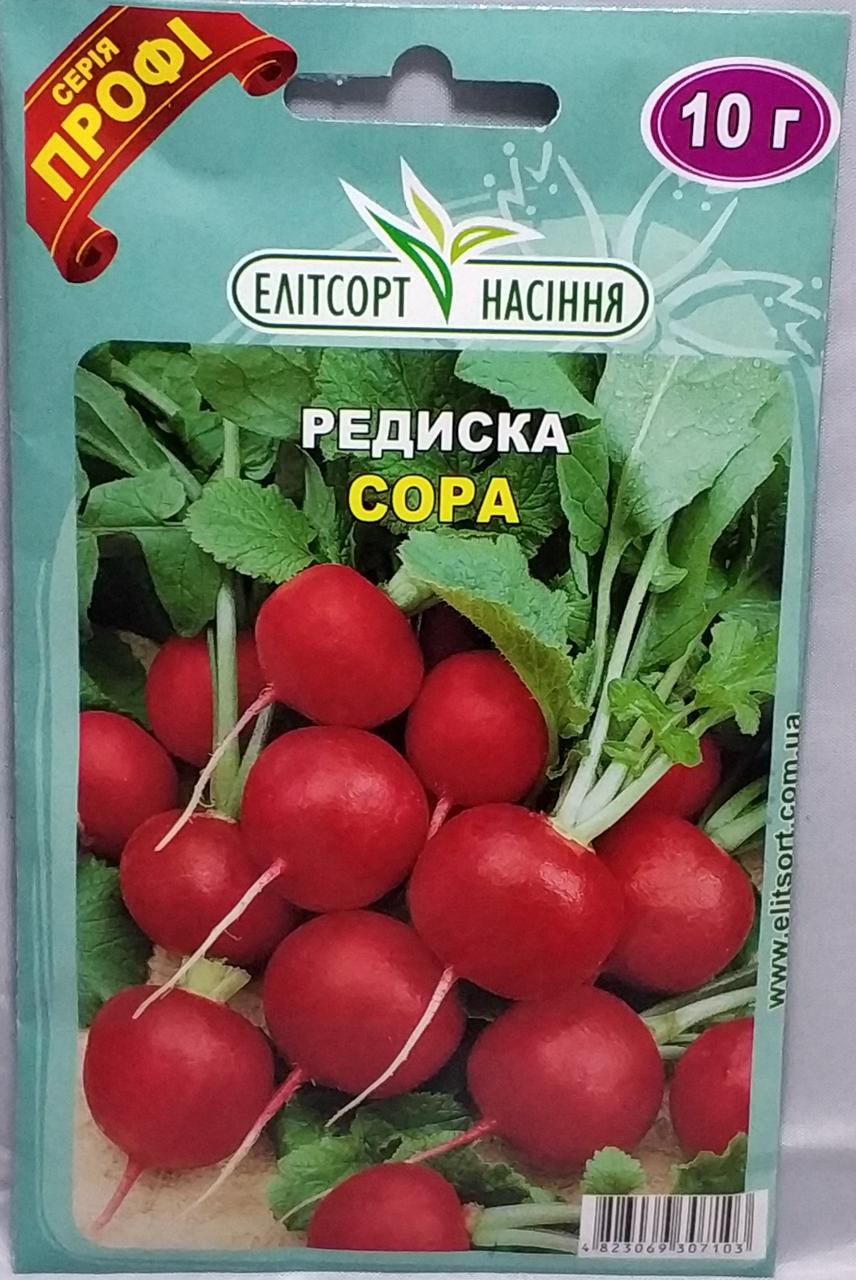 СЕРІЯ
ПРОФІ
10 г
ЕЛІТСОРТ НАСІННЯ
РЕДИСКА
СОРА
www.elitsort.com.ua
4 823069 307103